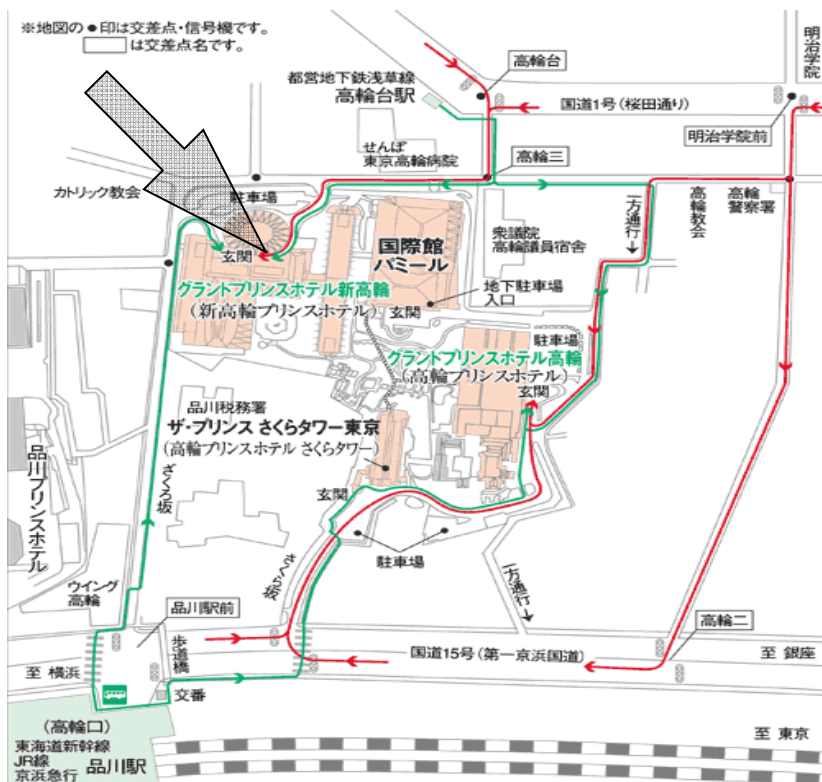 ※地図の●印は交差点・信号機です。
□は交差点名です。
明治学院
高輪台
都営地下鉄浅草線
高輪台駅
国道1号(桜田通り)
明治学院前
せんぽ
東京高輪病院
高輪三
カトリック教会
駐車場
一方通行→
高輪教会
高輪警察署
衆議院
高輪議員宿舎
国際館
パミール
玄関
グランドプリンスホテル新高輪
(新高輪プリンスホテル)
地下駐車場
入口
玄関
駐車場
グランドプリンスホテル高輪
(高輪プリンスホテル)
玄関
品川税務署
ザ・プリンス さくらタワー東京
(高輪プリンスホテル さくらタワー)
品川プリンスホテル
ざくろ坂
玄関
駐車場
さくら坂
一方通行→
ウイング
高輪
品川駅前
歩道橋
高輪二
国道15号(第一京浜国道)
至 銀座
至 横浜
交番
(高輪口)
東海道新幹線
JR線
京浜急行
品川駅
至 東京